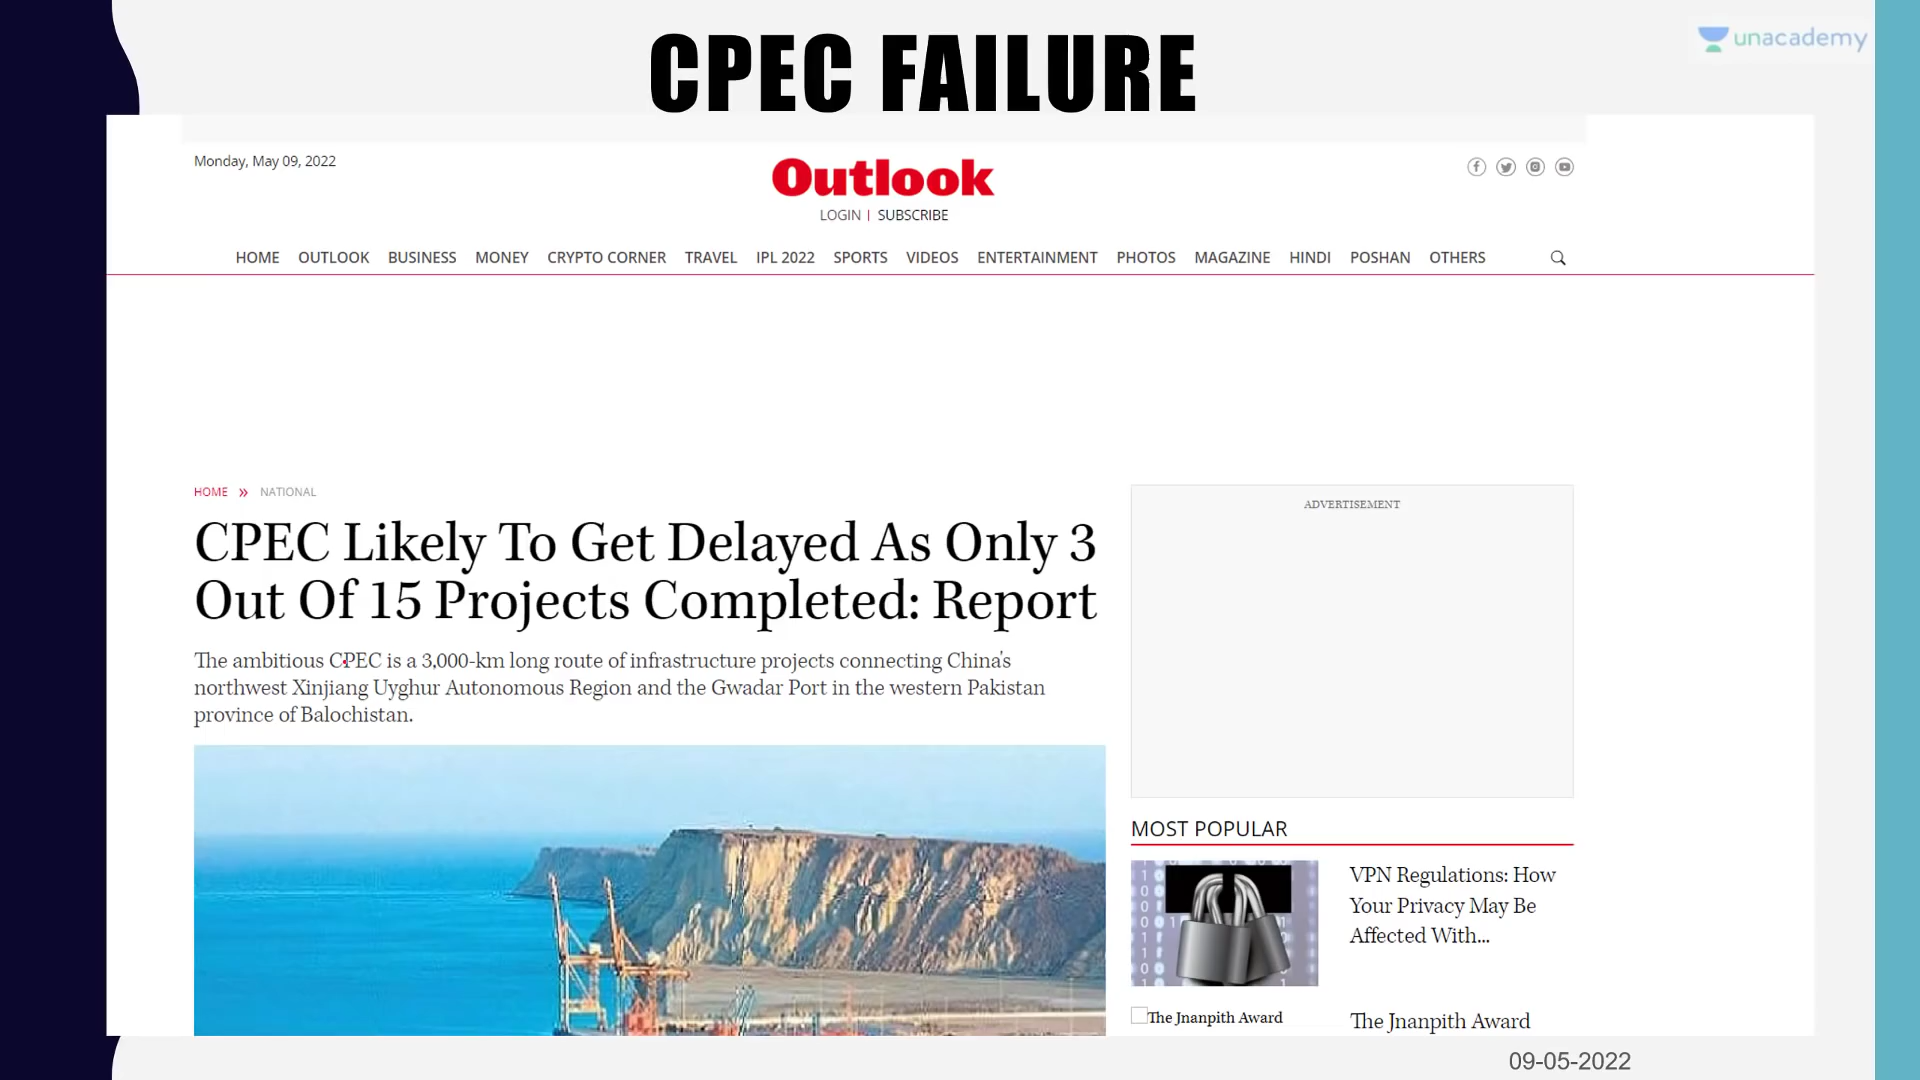 CPEC FAILURE
unacademy
Monday, May 09, 2022
Outlook
LOGIN | SUBSCRIBE
HOME OUTLOOK BUSINESS MONEY CRYPTO CORNER TRAVEL IPL 2022 SPORTS VIDEOS ENTERTAINMENT PHOTOS MAGAZINE HINDI POSHAN OTHERS
HOME » NATIONAL
CPEC Likely To Get Delayed As Only 3
Out Of 15 Projects Completed: Report
The ambitious CPEC is a 3,000-km long route of infrastructure projects connecting China's
northwest Xinjiang Uyghur Autonomous Region and the Gwadar Port in the western Pakistan
province of Balochistan.
ADVERTISEMENT
MOST POPULAR
VPN Regulations: How
Your Privacy May Be
Affected With...
The Jnanpith Award
The Jnanpith Award
09-05-2022